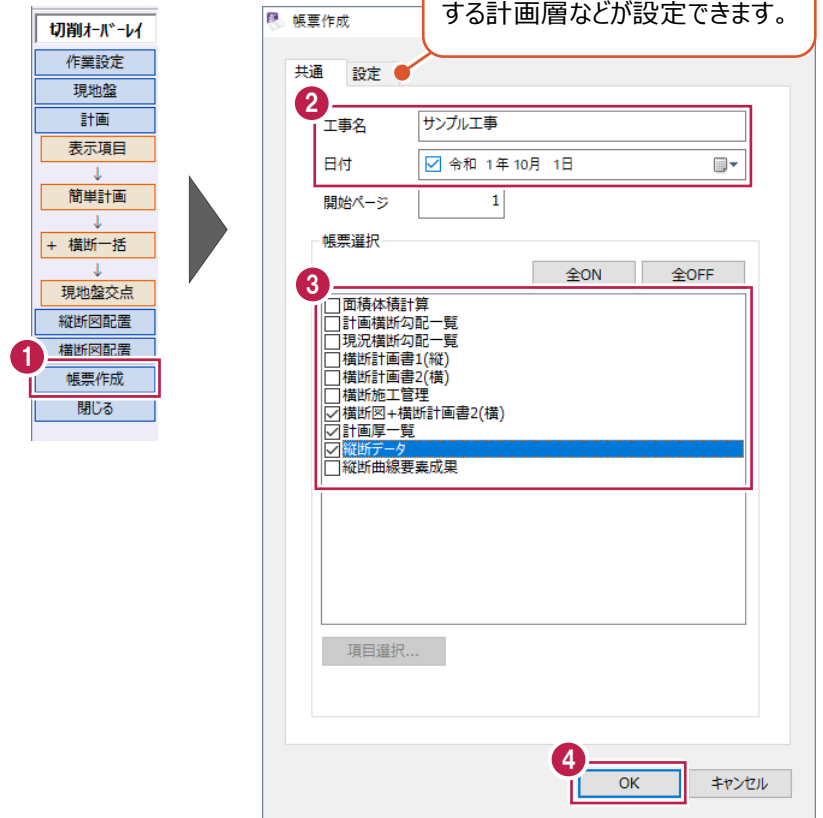 切削ｵｰﾊﾞｰﾚｲ
作業設定
現地盤
計画
表示項目
↓
簡単計画
↓
+ 横断一括
↓
現地盤交点
縦断図配置
1
横断図配置
帳票作成
閉じる
する計画層などが設定できます。
帳票作成
共通 設定
2
工事名 サンプル工事
日付 令和 1年 10月 1日
開始ページ 1
帳票選択
全ON 全OFF
3
面積体積計算
計画横断勾配一覧
現況横断勾配一覧
横断計画書1(縦)
横断計画書2(横)
横断施工管理
横断図+横断計画書2(横)
計画厚一覧
縦断データ
縦断曲線要素成果
項目選択...
4
OK キャンセル